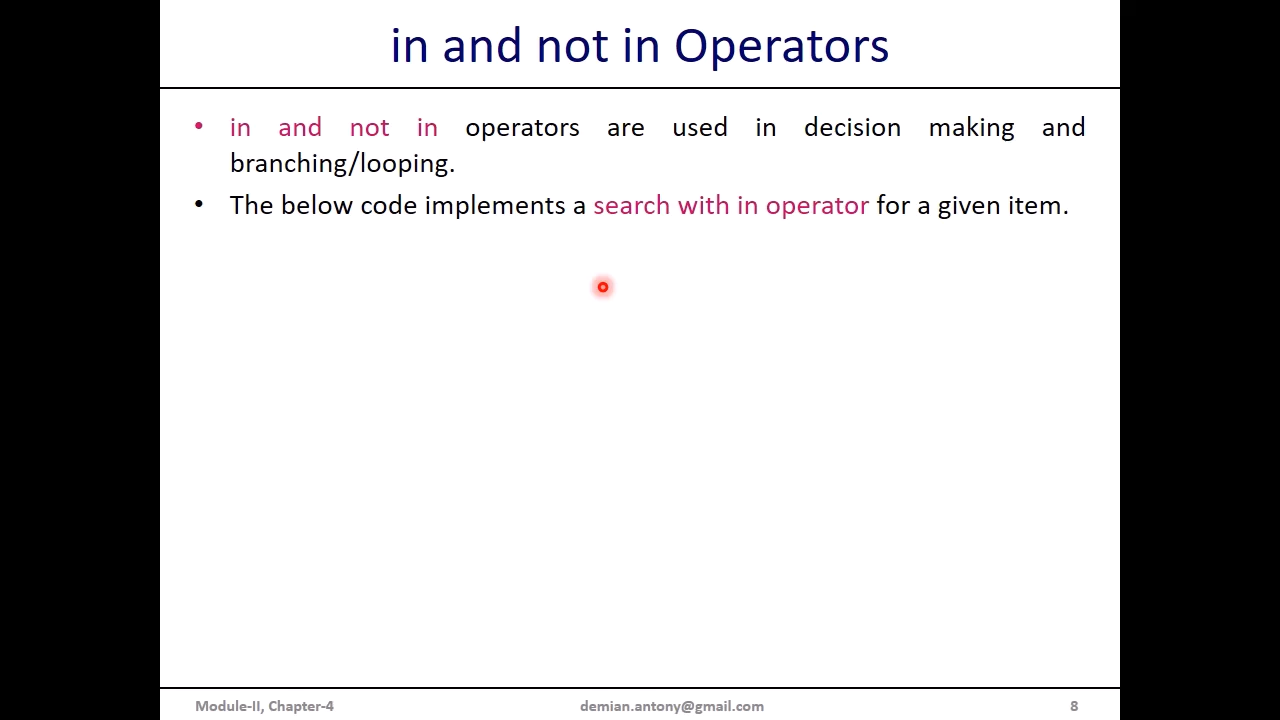 in and not in Operators
• in and not in operators are used in decision making and
branching/looping.
• The below code implements a search with in operator for a given item.
Module-II, Chapter-4 demian.antony@gmail.com 8